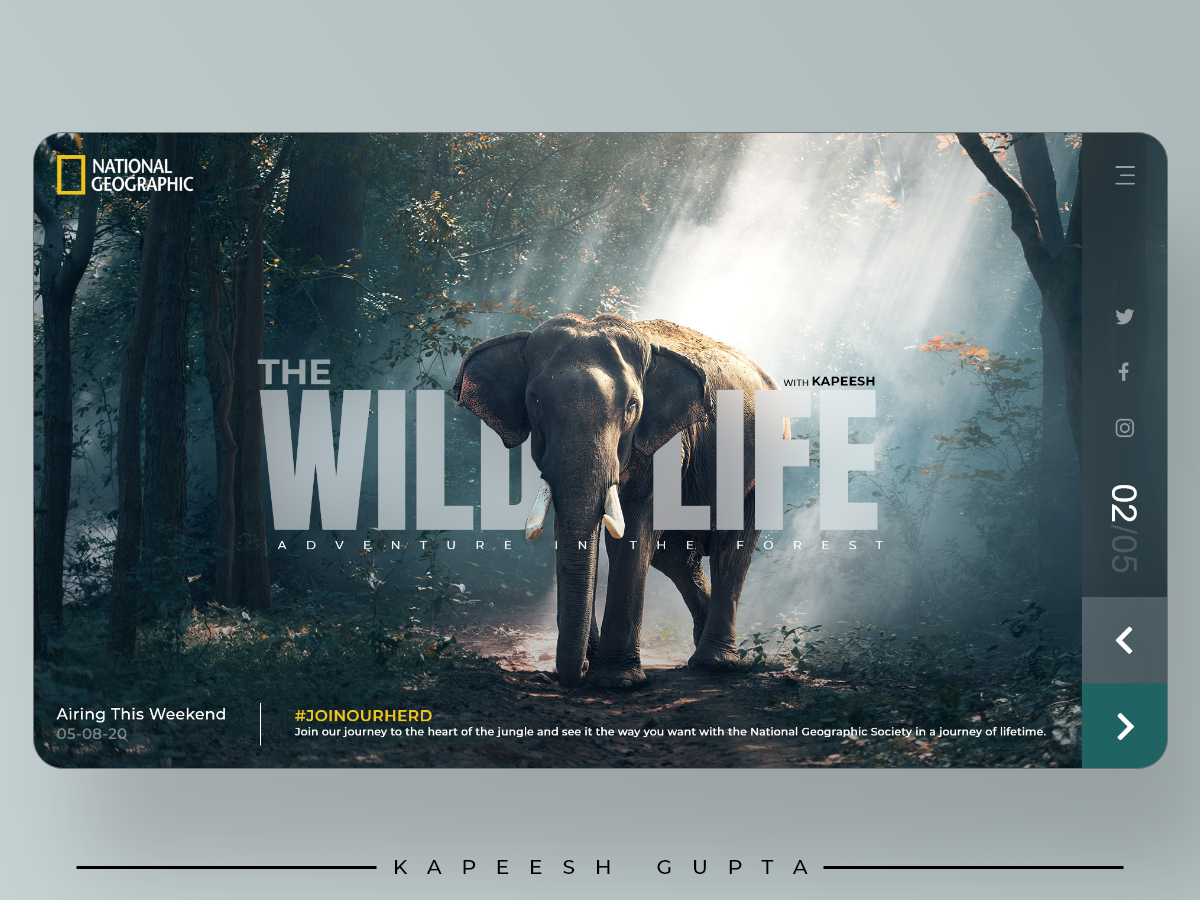 NATIONAL
GEOGRAPHIC
THE
WITH KAPEESH
WILD LIFE
ADVENTURE IN THE FOREST
02/05
Airing This Weekend
05-08-20
#JOINOURHERD
Join our journey to the heart of the jungle and see it the way you want with the National Geographic Society in a journey of lifetime.
KAPEESH GUPTA